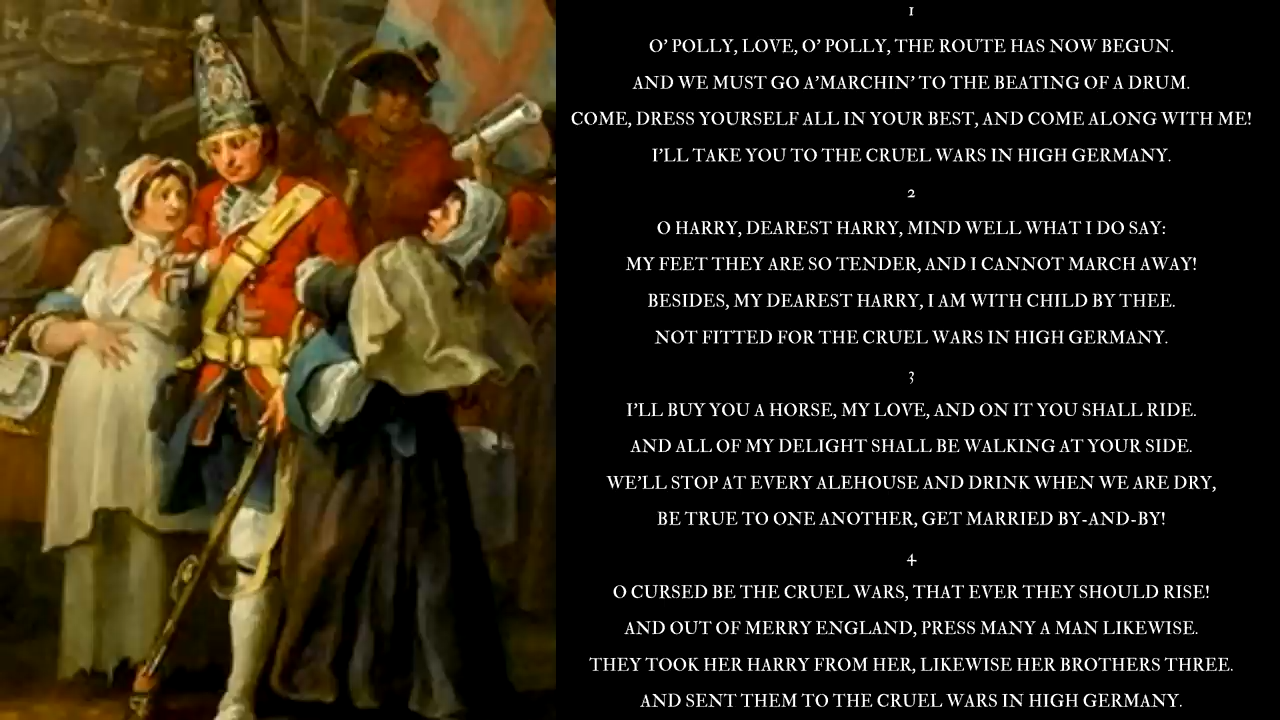 1
O' POLLY, LOVE, O' POLLY, THE ROUTE HAS NOW BEGUN.
AND WE MUST GO A'MARCHIN' TO THE BEATING OF A DRUM.
COME, DRESS YOURSELF ALL IN YOUR BEST, AND COME ALONG WITH ME!
I'LL TAKE YOU TO THE CRUEL WARS IN HIGH GERMANY.
2
O HARRY, DEAREST HARRY, MIND WELL WHAT I DO SAY:
MY FEET THEY ARE SO TENDER, AND I CANNOT MARCH AWAY!
BESIDES, MY DEAREST HARRY, I AM WITH CHILD BY THEE.
NOT FITTED FOR THE CRUEL WARS IN HIGH GERMANY.
3
I'LL BUY YOU A HORSE, MY LOVE, AND ON IT YOU SHALL RIDE.
AND ALL OF MY DELIGHT SHALL BE WALKING AT YOUR SIDE.
WE'LL STOP AT EVERY ALEHOUSE AND DRINK WHEN WE ARE DRY,
BE TRUE TO ONE ANOTHER, GET MARRIED BY-AND-BY!
4
O CURSED BE THE CRUEL WARS, THAT EVER THEY SHOULD RISE!
AND OUT OF MERRY ENGLAND, PRESS MANY A MAN LIKEWISE.
THEY TOOK HER HARRY FROM HER, LIKEWISE HER BROTHERS THREE.
AND SENT THEM TO THE CRUEL WARS IN HIGH GERMANY.